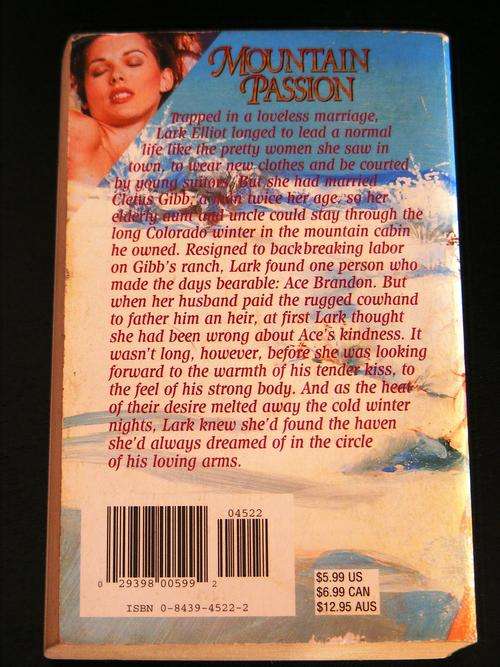 MOUNTAIN
PASSION
Trapped in a loveless marriage,
Lark Elliot longed to lead a normal
life like the pretty women she saw in
town, to wear new clothes and be courted
by young suitors. But she had married
Cletus Gibb, a man twice her age, so her
elderly aunt and uncle could stay through the
long Colorado winter in the mountain cabin
he owned. Resigned to backbreaking labor
on Gibb's ranch, Lark found one person who
made the days bearable: Ace Brandon. But
when her husband paid the rugged cowhand
to father him an heir, at first Lark thought
she had been wrong about Ace's kindness. It
wasn't long, however, before she was looking
forward to the warmth of his tender kiss, to
the feel of his strong body. And as the heat
of their desire melted away the cold winter
nights, Lark knew she'd found the haven
she'd always dreamed of in the circle
of his loving arms.
04522
0 29398 00599 2
ISBN 0-8439-4522-2
$5.99 US
$6.99 CAN
$12.95 AUS